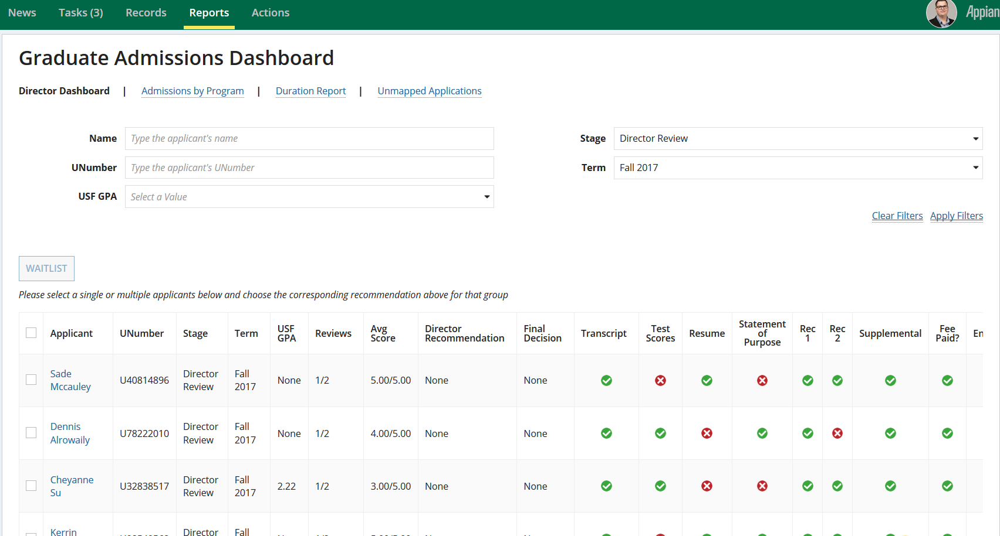 News Tasks (3) Records Reports Actions Appian
Graduate Admissions Dashboard
Director Dashboard | Admissions by Program | Duration Report | Unmapped Applications
Name Type the applicant's name Stage Director Review
UNumber Type the applicant's UNumber Term Fall 2017
USF GPA Select a Value
Clear Filters Apply Filters
WAITLIST
Please select a single or multiple applicants below and choose the corresponding recommendation above for that group
Applicant UNumber Stage Term USF GPA Reviews Avg Score Director Recommendation Final Decision Transcript Test Scores Resume Statement of Purpose Rec 1 Rec 2 Supplemental Fee Paid? En
Sade Mccauley U40814896 Director Review Fall 2017 None 1/2 5.00/5.00 None None
Dennis Alrowaily U78222010 Director Review Fall 2017 None 1/2 4.00/5.00 None None
Cheyanne Su U32838517 Director Review Fall 2017 2.22 1/2 3.00/5.00 None None
Kerrin Director Fall